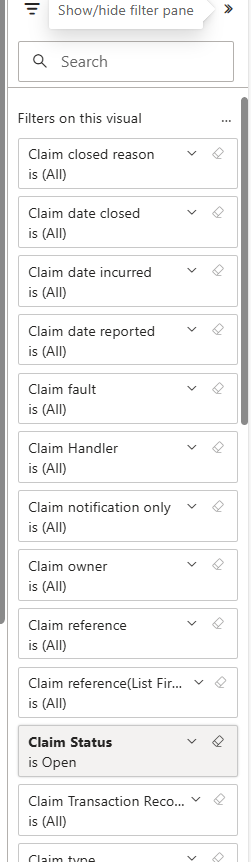 Show/hide filter pane
Search
Filters on this visual
...
Claim closed reason
is (All)
Claim date closed
is (All)
Claim date incurred
is (All)
Claim date reported
is (All)
Claim fault
is (All)
Claim Handler
is (All)
Claim notification only
is (All)
Claim owner
is (All)
Claim reference
is (All)
Claim reference(List Fir...
is (All)
Claim Status
is Open
Claim Transaction Reco...
is (All)
Claim type